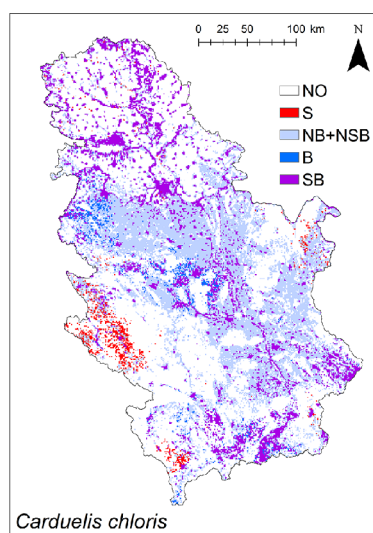 0 25 50 100 km
N
NO
S
NB+NSB
B
SB
Carduelis chloris